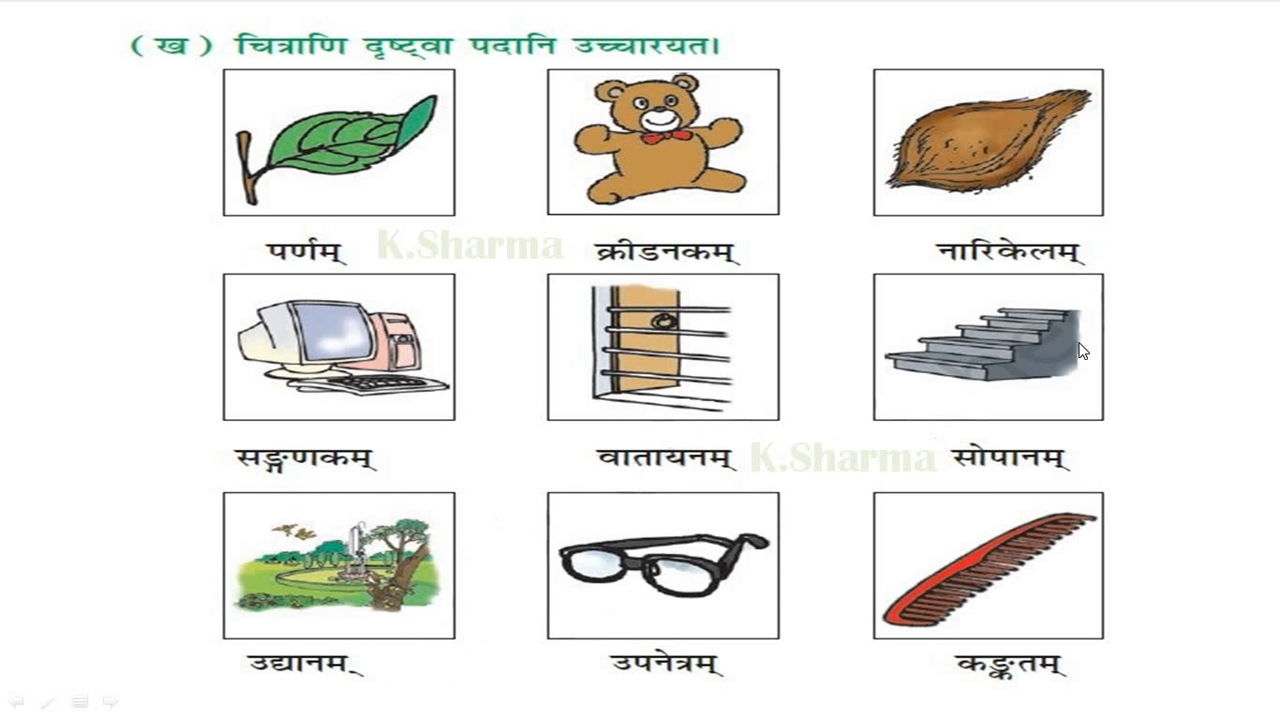 ( ख ) चित्राणि दृष्ट्वा पदानि उच्चारयत।
पर्णम् K.Sharma क्रीडनकम् नारिकेलम्
सङ्गणकम् वातायनम् K.Sharma सोपानम्
उद्यानम् उपनेत्रम् कङ्कतम्